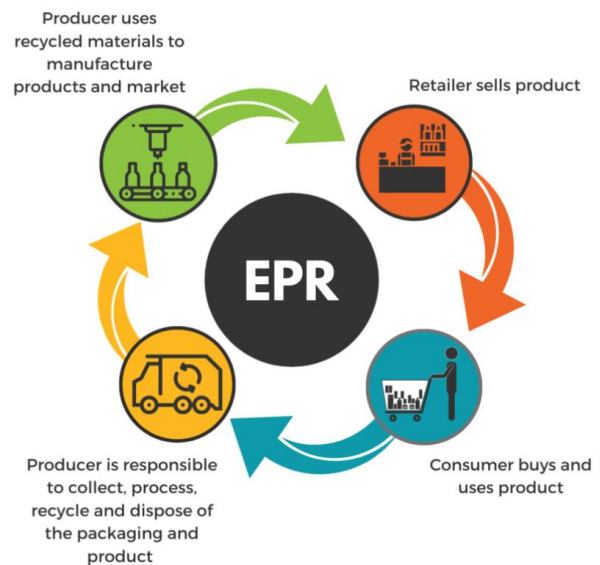 Producer uses
recycled materials to
manufacture
products and market
Retailer sells product
EPR
Producer is responsible
to collect, process,
recycle and dispose of
the packaging and
product
Consumer buys and
uses product